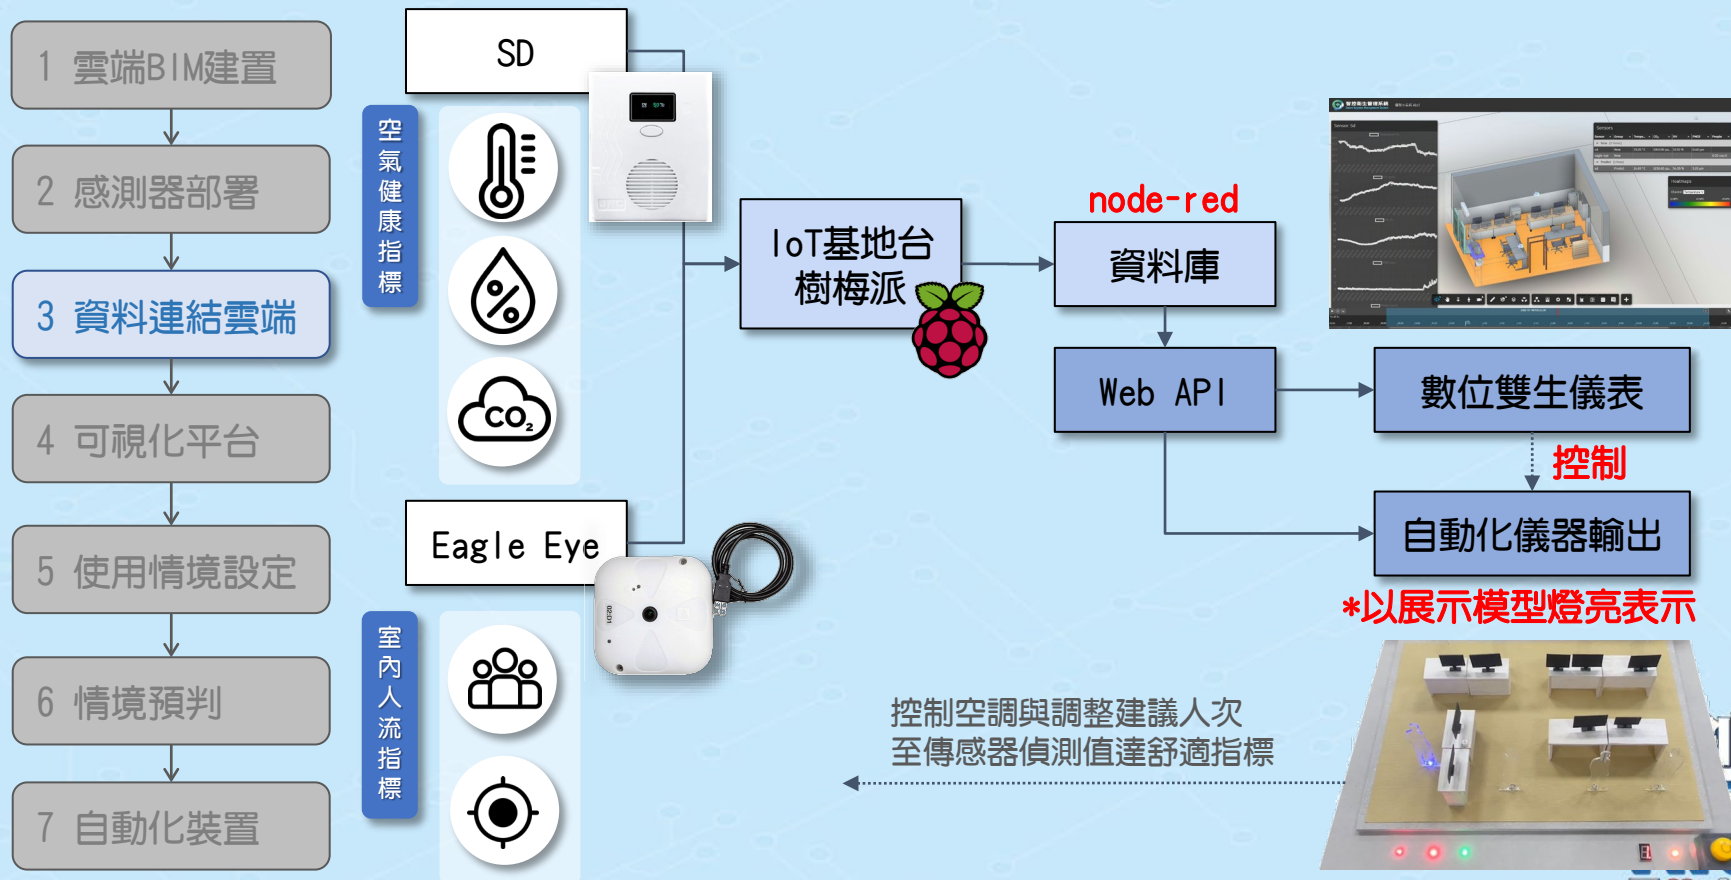 1 雲端BIM建置
2 感測器部署
3 資料連結雲端
4 可視化平台
5 使用情境設定
6 情境預判
7 自動化裝置
SD
空氣健康指標
%
CO₂
Eagle Eye
室內人流指標
IoT基地台
樹梅派
node-red
資料庫
Web API
數位雙生儀表
控制
自動化儀器輸出
*以展示模型燈亮表示
控制空調與調整建議人次
至傳感器偵測值達舒適指標
Sensors